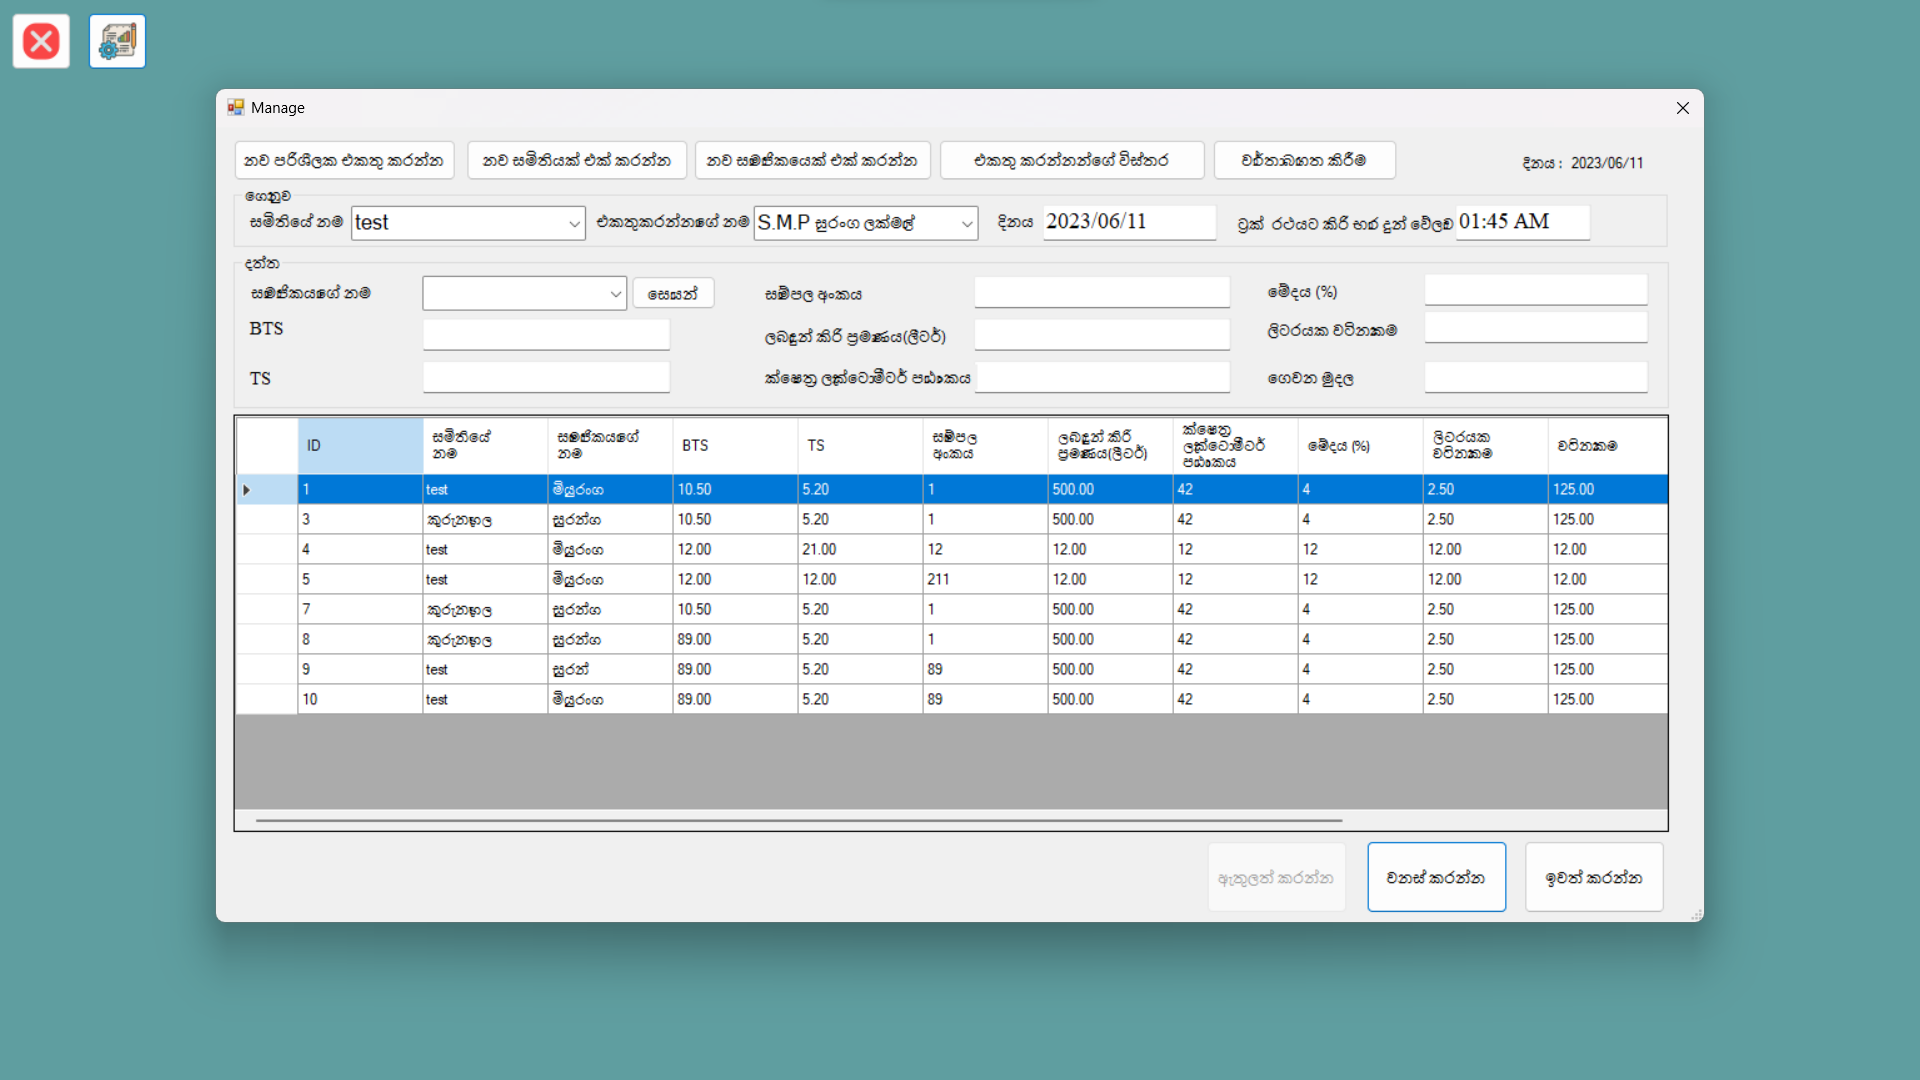 Manage
නව පරිශීලක එකතු කරන්න නව සමිතියක් එක් කරන්න නව සාමාජිකයෙක් එක් කරන්න එකතු කරන්නන්ගේ විස්තර වාර්තාගත කිරීම දිනය : 2023/06/11
ගෙනුව
සමිතියේ නම test එකතුකරන්නාගේ නම S.M.P සුරංග ලක්මාල් දිනය 2023/06/11 ට්‍රක් රථයට කිරි භාර දුන් වේලාව 01:45 AM
දත්ත
සාමාජිකයාගේ නම සොයන් සාම්පල අංකය මේදය (%)
BTS ලබාදුන් කිරි ප්‍රමාණය(ලීටර්) ලීටරයක වටිනාකම
TS ක්ෂේත්‍ර ලැක්ටොමීටර් පාඨාංකය ගෙවන මුදල
ID සමිතියේ නම සාමාජිකයාගේ නම BTS TS සාම්පල අංකය ලබාදුන් කිරි ප්‍රමාණය(ලීටර්) ක්ෂේත්‍ර ලැක්ටොමීටර් පාඨාංකය මේදය (%) ලීටරයක වටිනාකම වටිනාකම
1 test මියුරංග 10.50 5.20 1 500.00 42 4 2.50 125.00
3 කුරුනෑගල සුරන්ග 10.50 5.20 1 500.00 42 4 2.50 125.00
4 test මියුරංග 12.00 21.00 12 12.00 12 12 12.00 12.00
5 test මියුරංග 12.00 12.00 211 12.00 12 12 12.00 12.00
7 කුරුනෑගල සුරන්ග 10.50 5.20 1 500.00 42 4 2.50 125.00
8 කුරුනෑගල සුරන්ග 89.00 5.20 1 500.00 42 4 2.50 125.00
9 test සුරන් 89.00 5.20 89 500.00 42 4 2.50 125.00
10 test මියුරංග 89.00 5.20 89 500.00 42 4 2.50 125.00
ඇතුලත් කරන්න වෙනස් කරන්න ඉවත් කරන්න